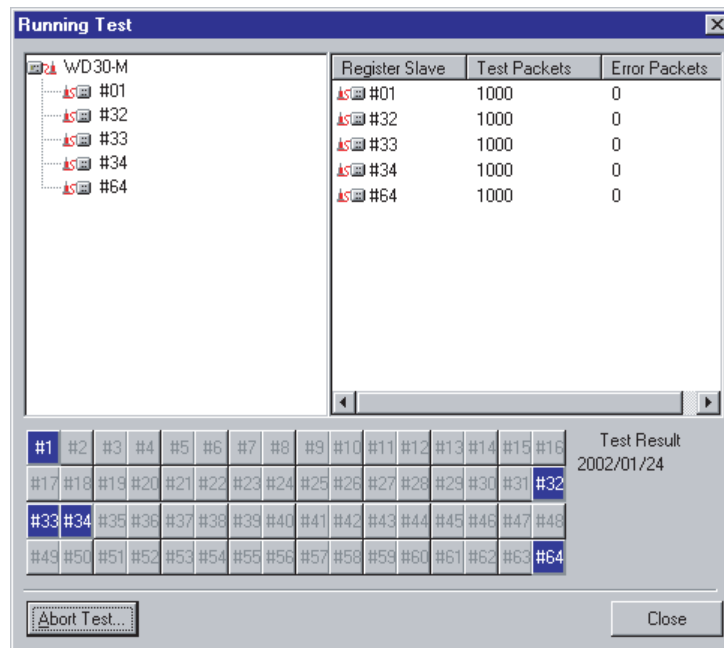 Running Test
WD30-M
#01
#32
#33
#34
#64
Register Slave Test Packets Error Packets
#01 1000 0
#32 1000 0
#33 1000 0
#34 1000 0
#64 1000 0
#1 #2 #3 #4 #5 #6 #7 #8 #9 #10 #11 #12 #13 #14 #15 #16
#17 #18 #19 #20 #21 #22 #23 #24 #25 #26 #27 #28 #29 #30 #31 #32
#33 #34 #35 #36 #37 #38 #39 #40 #41 #42 #43 #44 #45 #46 #47 #48
#49 #50 #51 #52 #53 #54 #55 #56 #57 #58 #59 #60 #61 #62 #63 #64
Test Result
2002/01/24
Abort Test...
Close